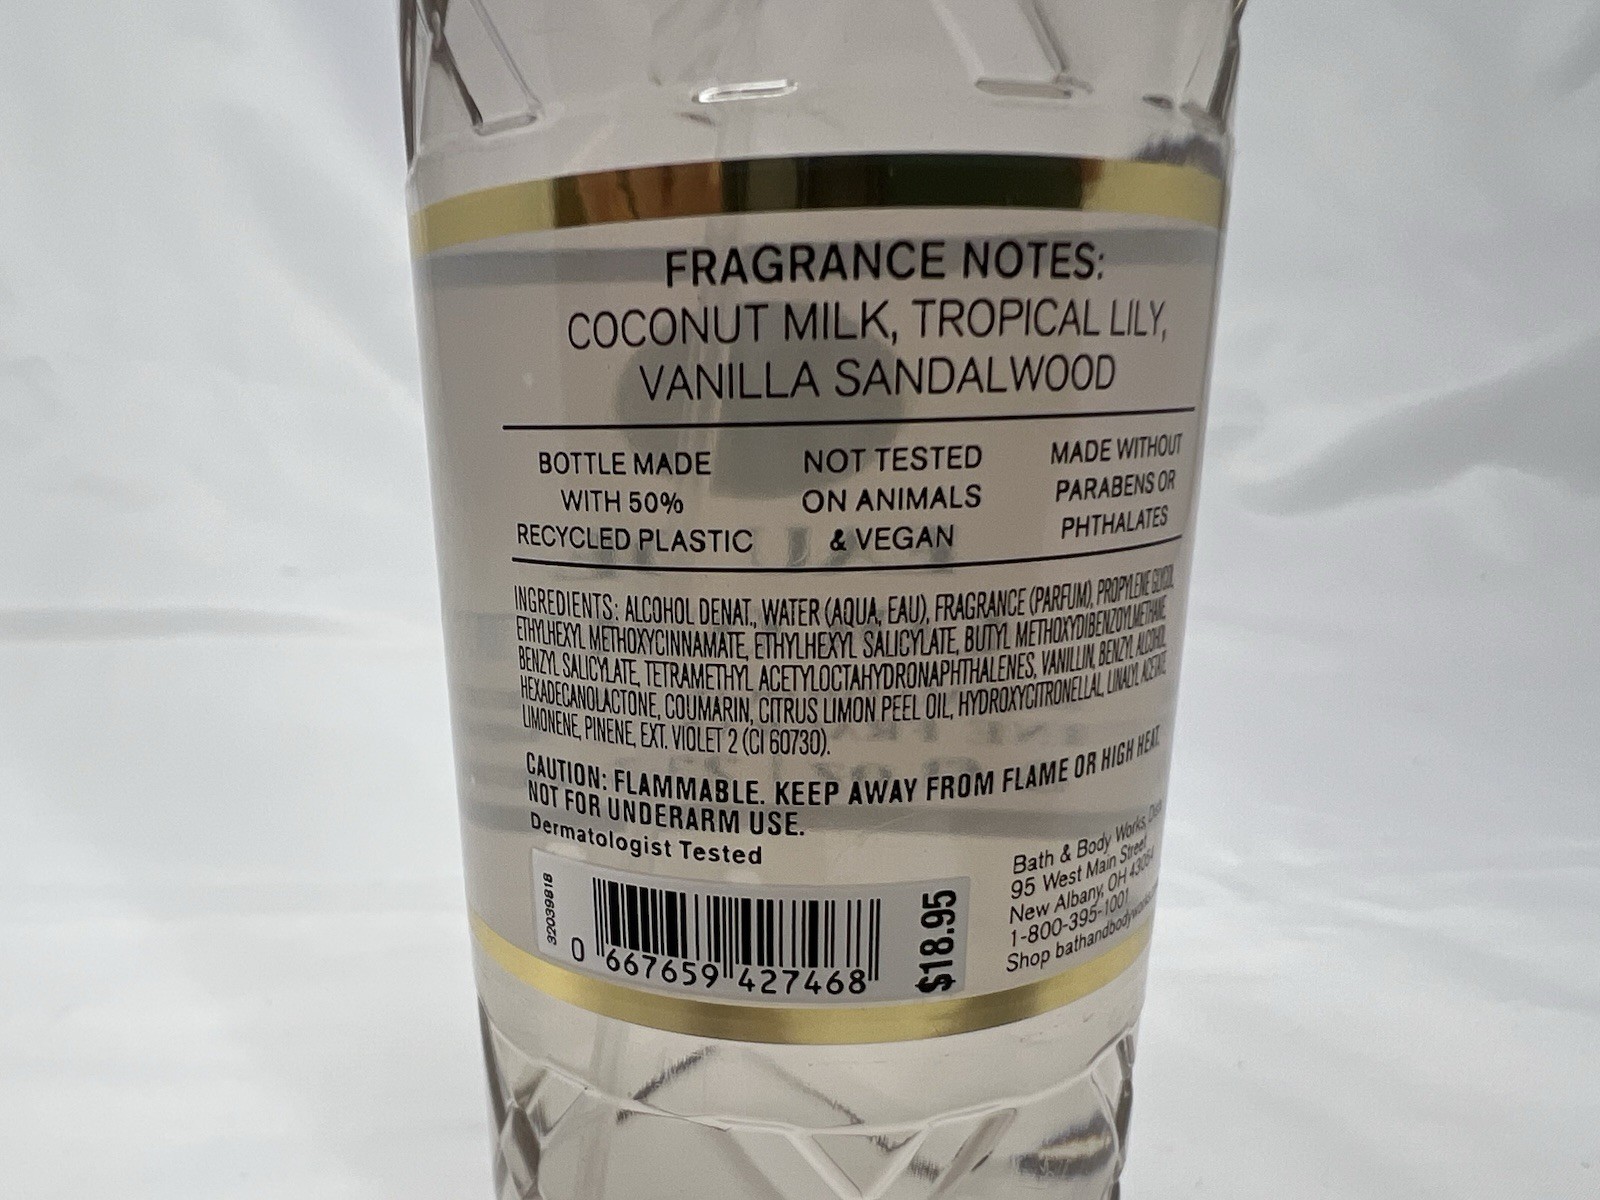 FRAGRANCE NOTES:
COCONUT MILK, TROPICAL LILY,
VANILLA SANDALWOOD
BOTTLE MADE
WITH 50%
RECYCLED PLASTIC
NOT TESTED
ON ANIMALS
& VEGAN
MADE WITHOUT
PARABENS OR
PHTHALATES
INGREDIENTS: ALCOHOL DENAT., WATER (AQUA, EAU), FRAGRANCE (PARFUM), PROPYLENE GLYCOL,
ETHYLHEXYL METHOXYCINNAMATE, ETHYLHEXYL SALICYLATE, BUTYL METHOXYDIBENZOYLMETHANE,
BENZYL SALICYLATE, TETRAMETHYL ACETYLOCTAHYDRONAPHTHALENES, VANILLIN, BENZYL ALCOHOL,
HEXADECANOLACTONE, COUMARIN, CITRUS LIMON PEEL OIL, HYDROXYCITRONELLAL, LINALYL ACETATE,
LIMONENE, PINENE, EXT. VIOLET 2 (CI 60730).
CAUTION: FLAMMABLE. KEEP AWAY FROM FLAME OR HIGH HEAT.
NOT FOR UNDERARM USE.
Dermatologist Tested
32039818
0 667659 427468
$18.95
Bath & Body Works,
95 West Main Street
New Albany, OH 43054
1-800-395-1001
Shop